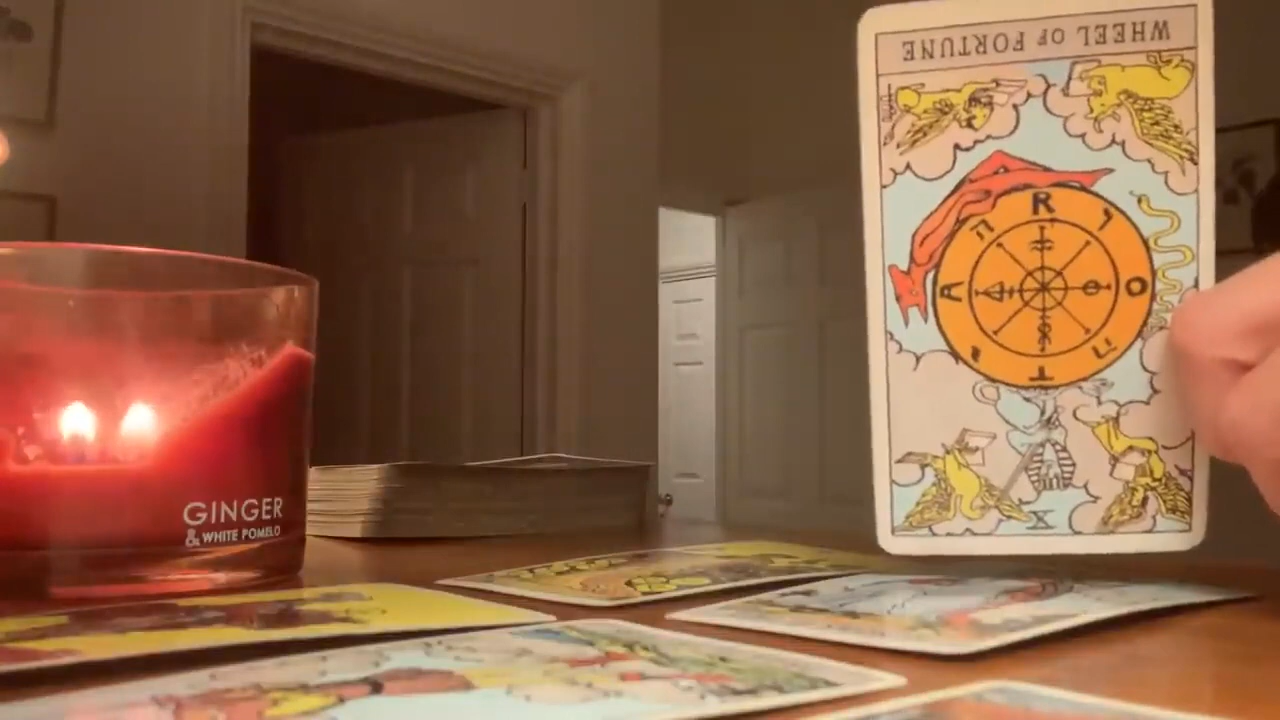 WHEEL OF FORTUNE
R
O
T
A
X
GINGER
& WHITE POMELO